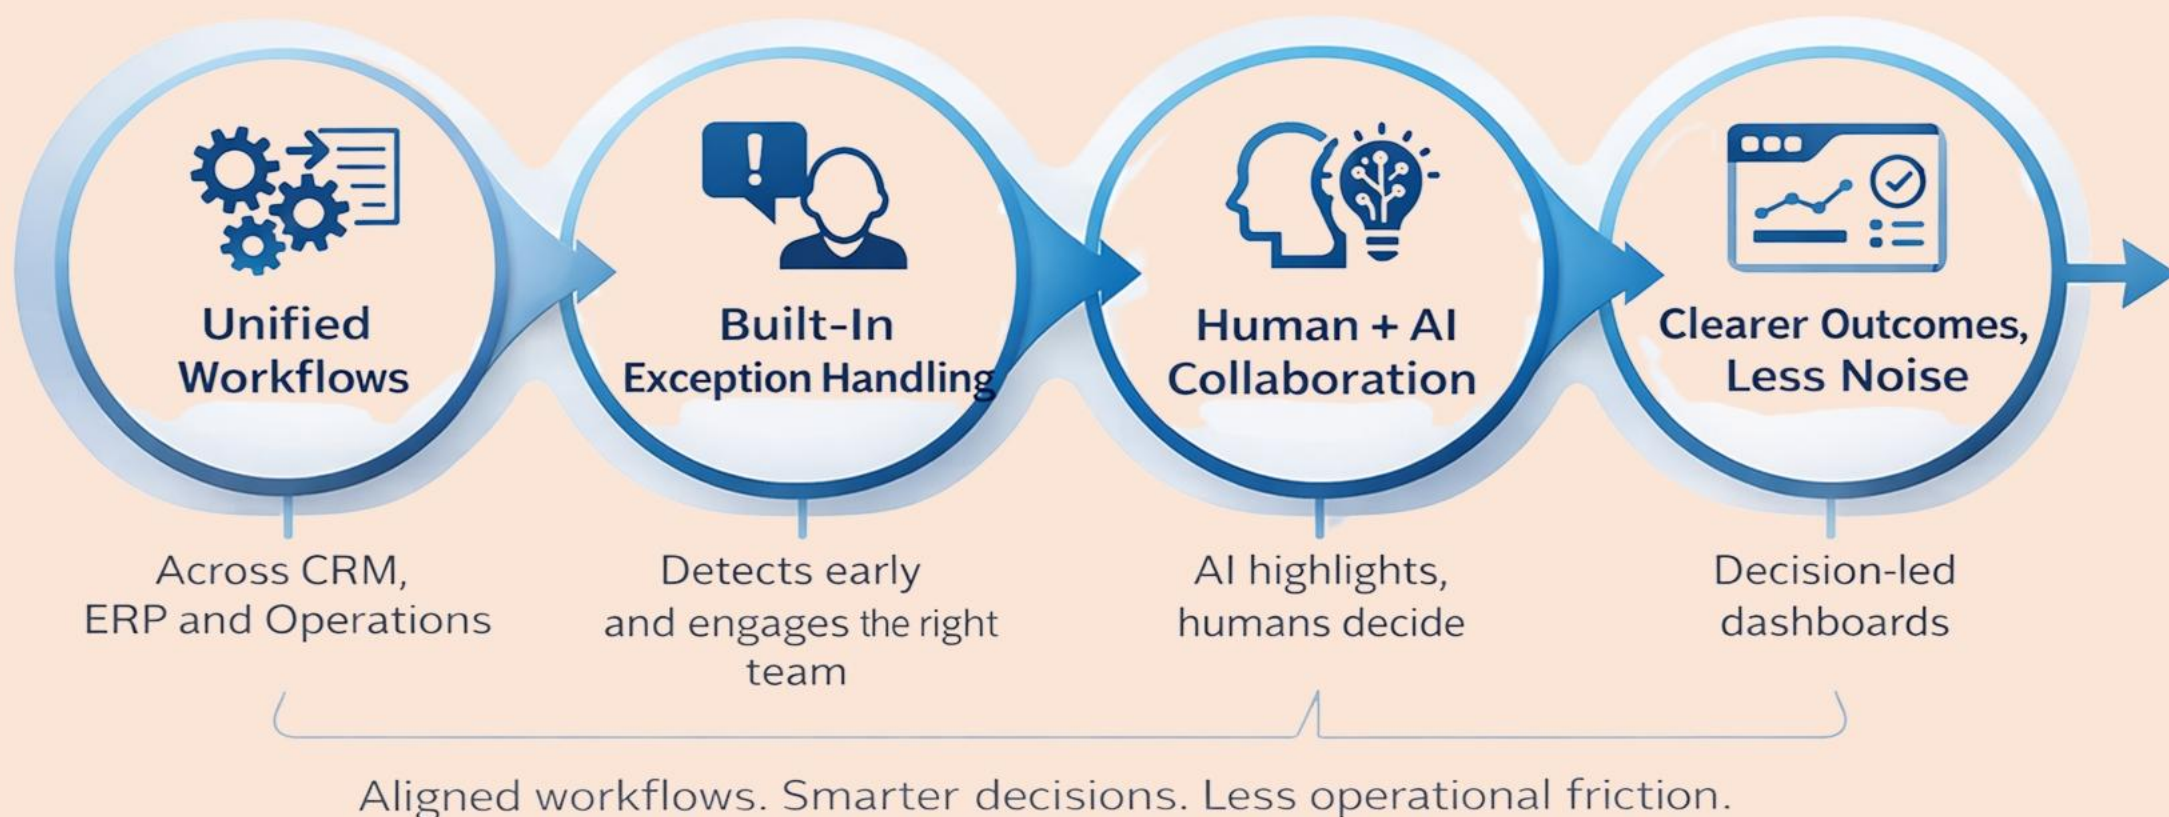 Unified
Workflows
Across CRM,
ERP and Operations
Built-In
Exception Handling
Detects early
and engages the right
team
Human + AI
Collaboration
AI highlights,
humans decide
Clearer Outcomes,
Less Noise
Decision-led
dashboards
Aligned workflows. Smarter decisions. Less operational friction.